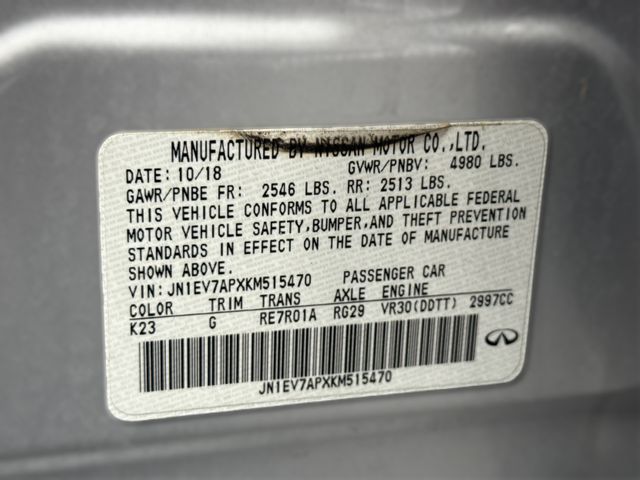 MANUFACTURED BY NISSAN MOTOR CO.,LTD.
DATE: 10/18 GVWR/PNBV: 4980 LBS.
GAWR/PNBE FR: 2546 LBS. RR: 2513 LBS.
THIS VEHICLE CONFORMS TO ALL APPLICABLE FEDERAL
MOTOR VEHICLE SAFETY,BUMPER,AND THEFT PREVENTION
STANDARDS IN EFFECT ON THE DATE OF MANUFACTURE
SHOWN ABOVE.
VIN:JN1EV7APXKM515470 PASSENGER CAR
COLOR TRIM TRANS AXLE ENGINE
K23 G RE7R01A RG29 VR30(DDTT) 2997CC
JN1EV7APXKM515470